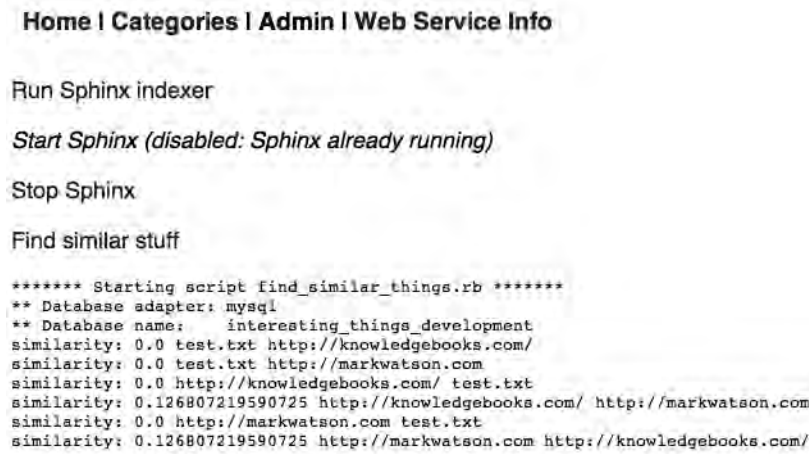 Home | Categories | Admin | Web Service Info
Run Sphinx indexer
Start Sphinx (disabled: Sphinx already running)
Stop Sphinx
Find similar stuff
******* Starting script find_similar_things.rb *******
** Database adapter: mysql
** Database name:    interesting_things_development
similarity: 0.0 test.txt http://knowledgebooks.com/
similarity: 0.0 test.txt http://markwatson.com
similarity: 0.0 http://knowledgebooks.com/ test.txt
similarity: 0.126807219590725 http://knowledgebooks.com/ http://markwatson.com
similarity: 0.0 http://markwatson.com test.txt
similarity: 0.126807219590725 http://markwatson.com http://knowledgebooks.com/